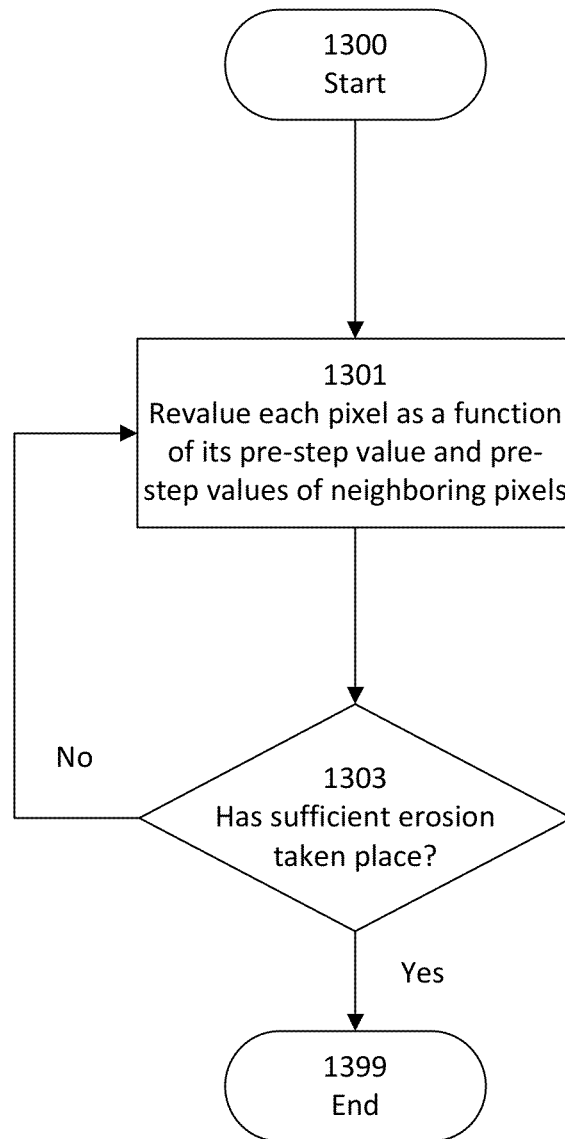 1300
Start
1301
Revalue each pixel as a function
of its pre-step value and pre-
step values of neighboring pixels
No
1303
Has sufficient erosion
taken place?
Yes
1399
End